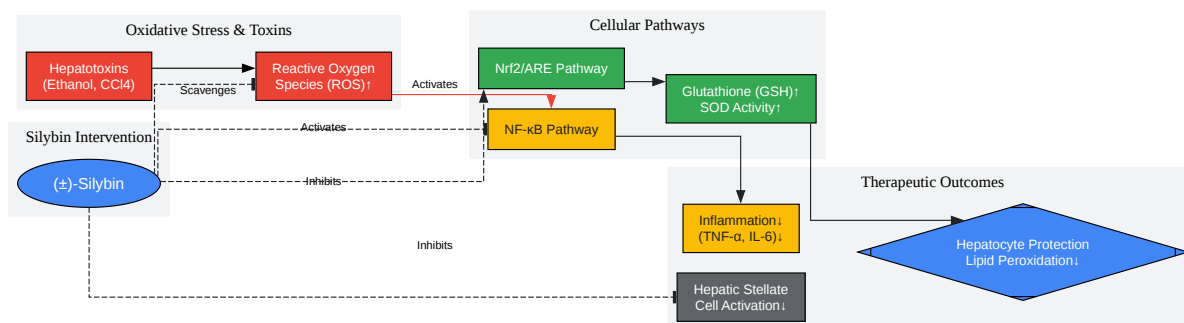 Oxidative Stress & Toxins
Hepatotoxins
(Ethanol, CCl4)
Reactive Oxygen
Species (ROS)↑
Scavenges
Activates
Cellular Pathways
Nrf2/ARE Pathway
Glutathione (GSH)↑
SOD Activity↑
NF-κB Pathway
Silybin Intervention
(±)-Silybin
Activates
Inhibits
Inhibits
Therapeutic Outcomes
Inflammation↓
(TNF-α, IL-6)↓
Hepatocyte Protection
Lipid Peroxidation↓
Hepatic Stellate
Cell Activation↓